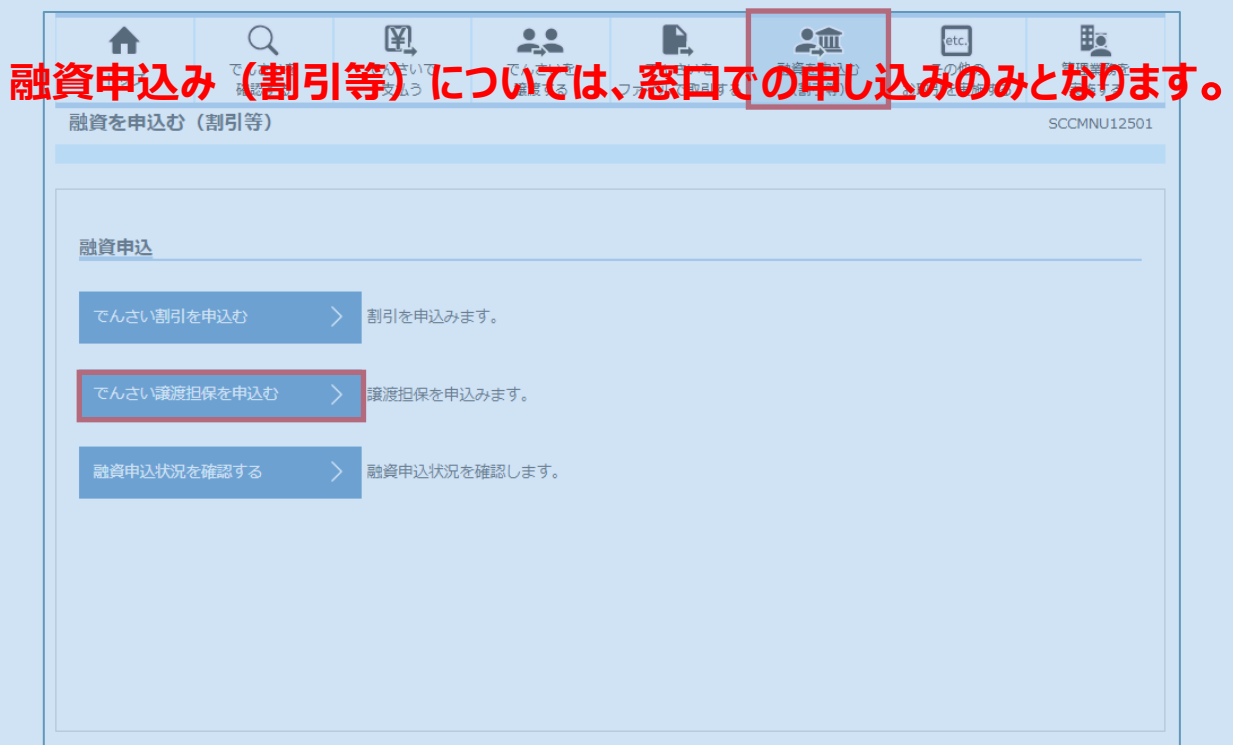 etc.
融資申込み（割引等）については、窓口での申し込みのみとなります。
融資を申込む（割引等）
SCCMNU12501
融資申込
でんさい割引を申込む
割引を申込みます。
でんさい譲渡担保を申込む
譲渡担保を申込みます。
融資申込状況を確認する
融資申込状況を確認します。